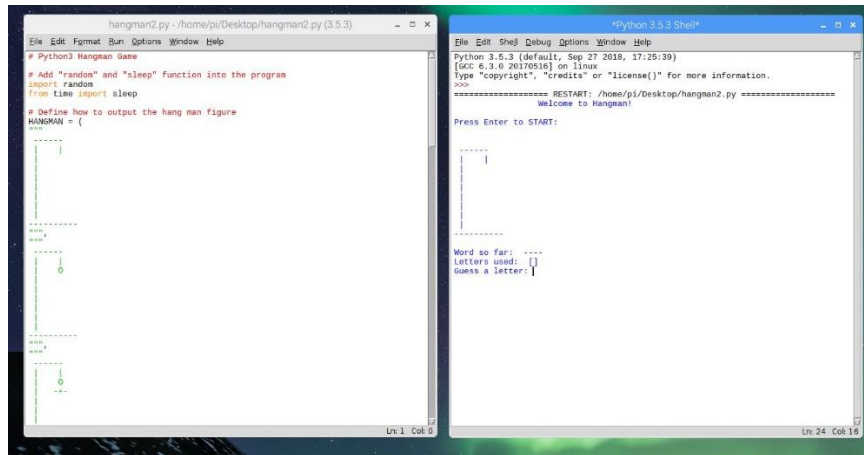 hangman2.py - /home/pi/Desktop/hangman2.py (3.5.3)
File Edit Format Run Options Window Help
# Python3 Hangman Game
# Add "random" and "sleep" function into the program
import random
from time import sleep
# Define how to output the hang man figure
HANGMAN = (
"""
------
|    |
|
|
|
|
|
|
|
----------
""",
"""
------
|    |
|    O
|
|
|
|
|
|
----------
""",
"""
------
|    |
|    O
|   -+-
|
|
|
Ln: 1 Col: 0
*Python 3.5.3 Shell*
File Edit Shell Debug Options Window Help
Python 3.5.3 (default, Sep 27 2018, 17:25:39)
[GCC 6.3.0 20170516] on linux
Type "copyright", "credits" or "license()" for more information.
>>>
=================== RESTART: /home/pi/Desktop/hangman2.py ===================
Welcome to Hangman!
Press Enter to START:
------
|    |
|
|
|
|
|
|
|
----------
Word so far: ----
Letters used: []
Guess a letter:
Ln: 24 Col: 16